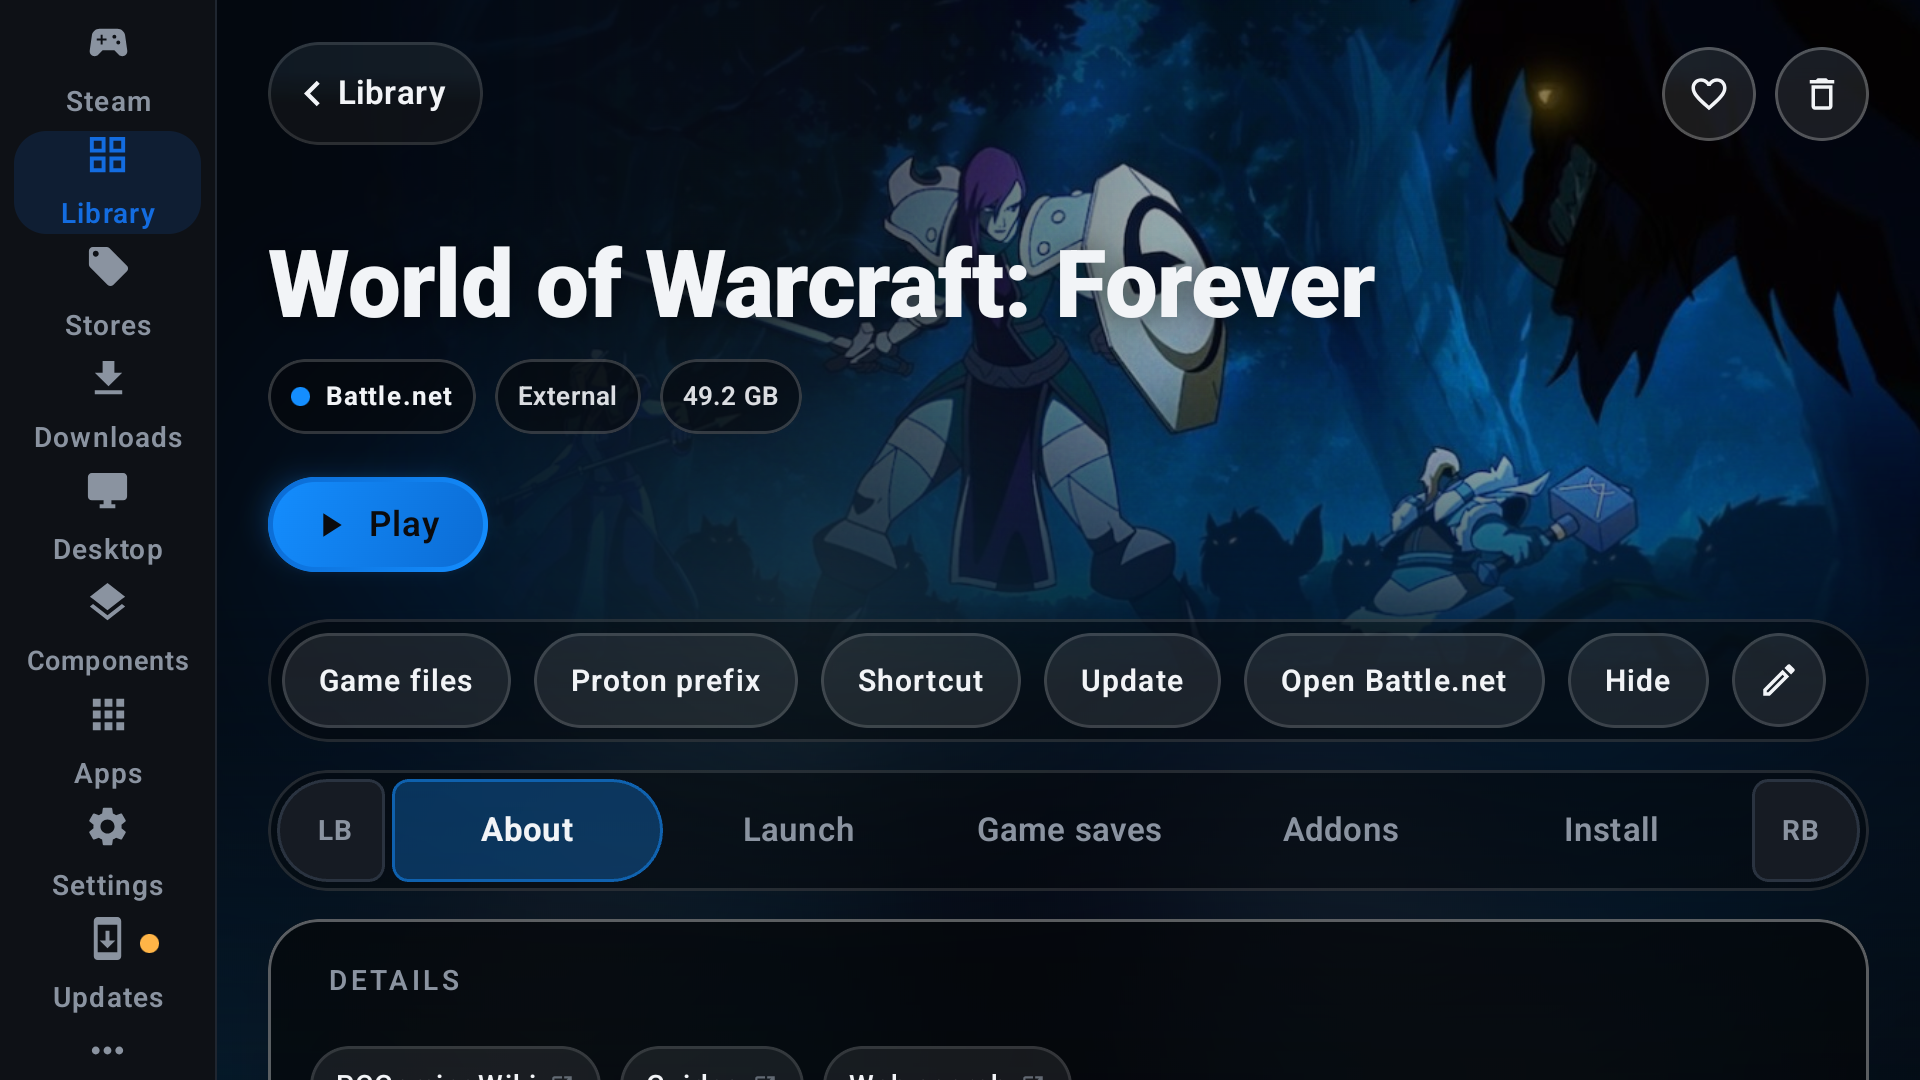 Steam
Library
Stores
Downloads
Desktop
Components
Apps
Settings
Updates
Library
World of Warcraft: Forever
Battle.net
External
49.2 GB
Play
Game files
Proton prefix
Shortcut
Update
Open Battle.net
Hide
LB
About
Launch
Game saves
Addons
Install
RB
DETAILS